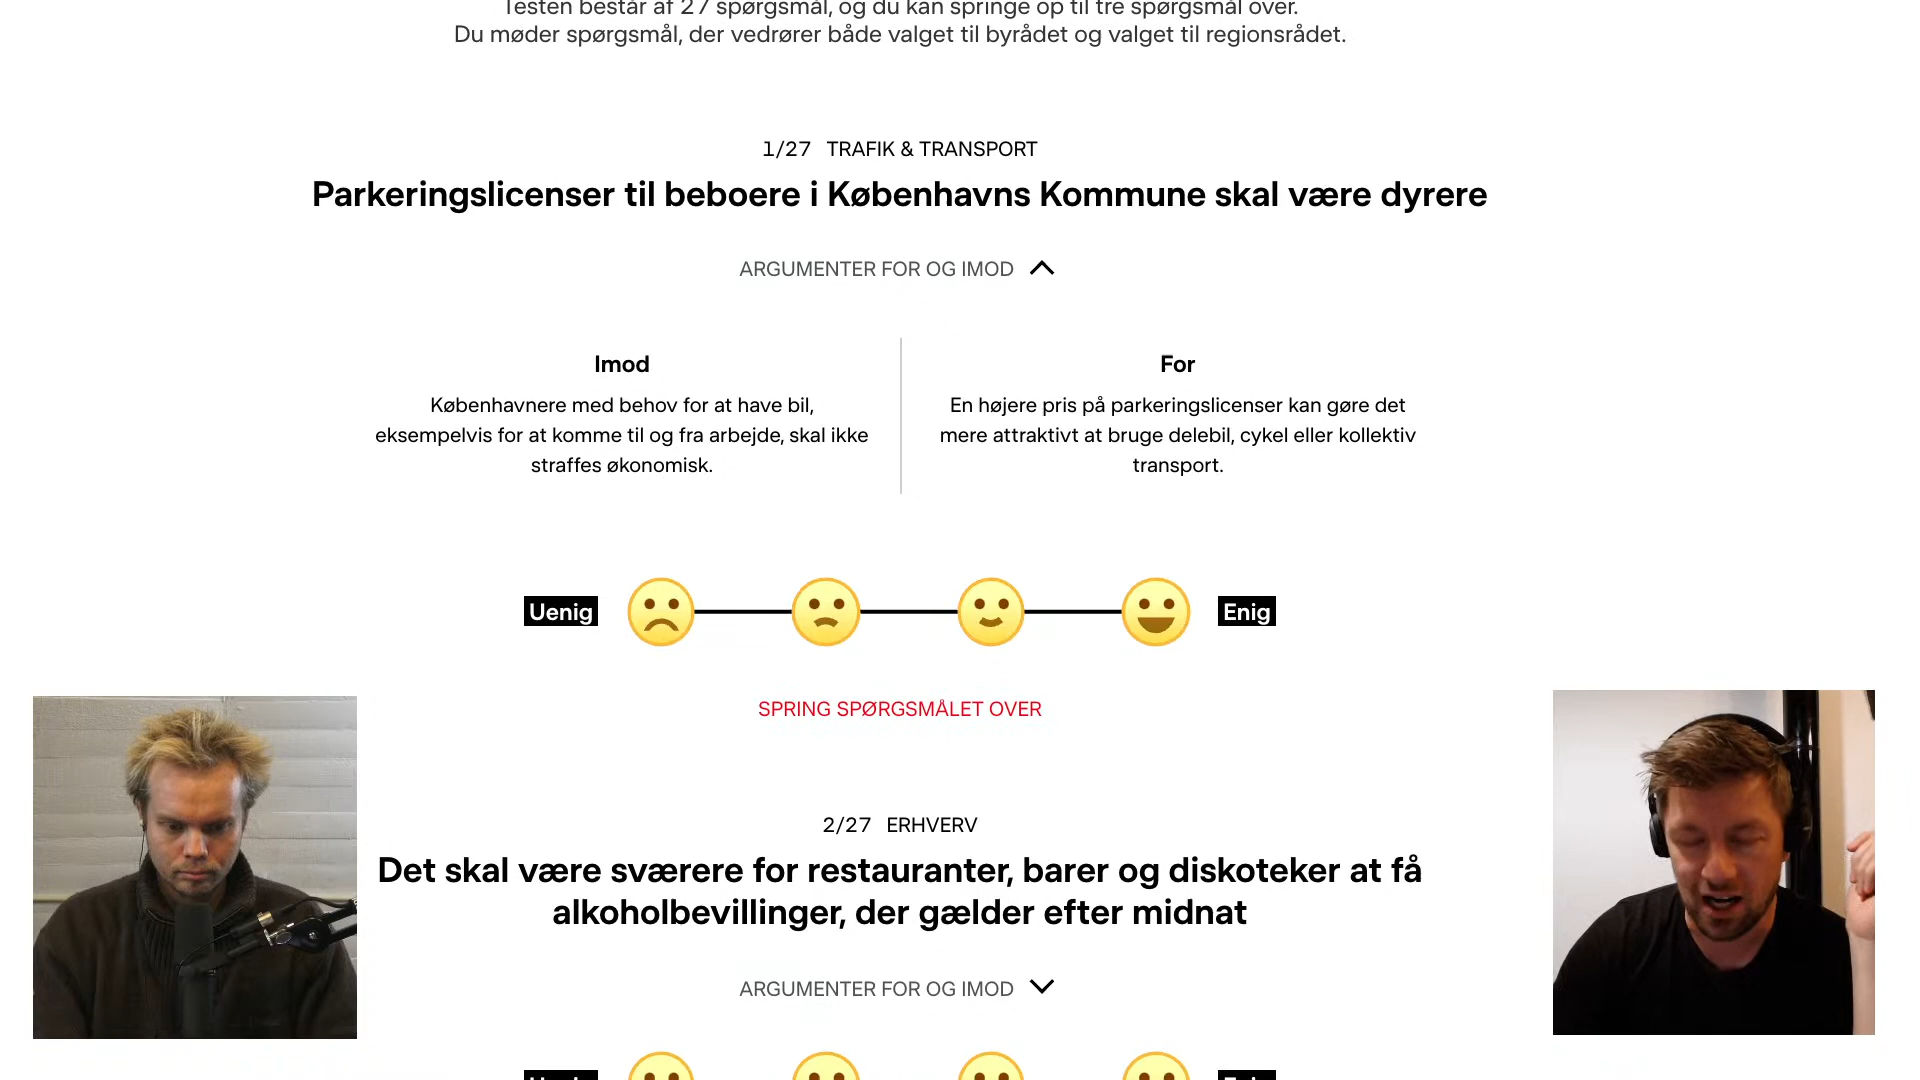 Testen består af 27 spørgsmål, og du kan springe op til tre spørgsmål over.
Du møder spørgsmål, der vedrører både valget til byrådet og valget til regionsrådet.
1/27 TRAFIK & TRANSPORT
Parkeringslicenser til beboere i Københavns Kommune skal være dyrere
ARGUMENTER FOR OG IMOD
Imod
Københavnere med behov for at have bil,
eksempelvis for at komme til og fra arbejde, skal ikke
straffes økonomisk.
For
En højere pris på parkeringslicenser kan gøre det
mere attraktivt at bruge delebil, cykel eller kollektiv
transport.
Uenig
Enig
SPRING SPØRGSMÅLET OVER
2/27 ERHVERV
Det skal være sværere for restauranter, barer og diskoteker at få
alkoholbevillinger, der gælder efter midnat
ARGUMENTER FOR OG IMOD